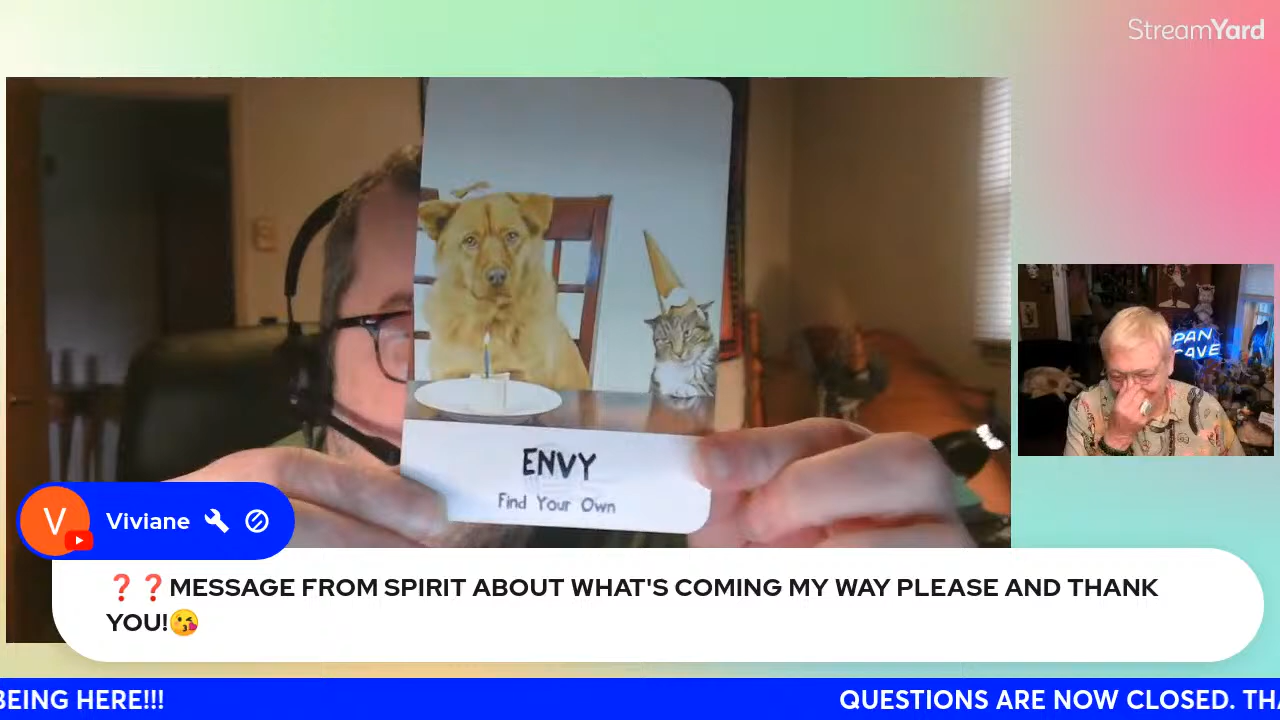 StreamYard
PAN
CAVE
ENVY
Find Your Own
V
Viviane
❓❓MESSAGE FROM SPIRIT ABOUT WHAT'S COMING MY WAY PLEASE AND THANK
YOU!😘
BEING HERE!!!
QUESTIONS ARE NOW CLOSED. THA